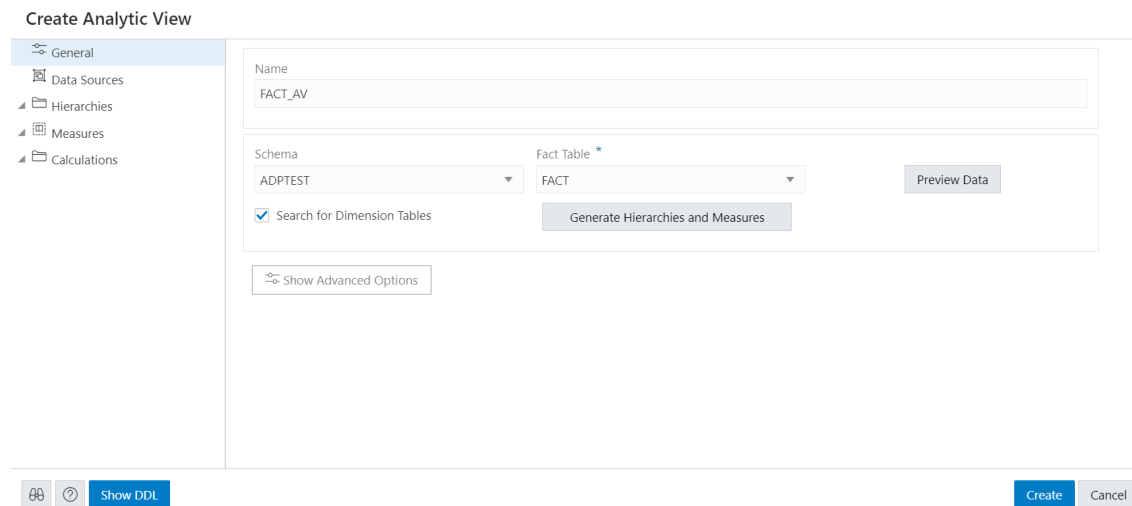 Create Analytic View
General
Data Sources
Hierarchies
Measures
Calculations
Name
FACT_AV
Schema
Fact Table *
ADPTEST
FACT
Preview Data
Search for Dimension Tables
Generate Hierarchies and Measures
Show Advanced Options
Show DDL
Create
Cancel